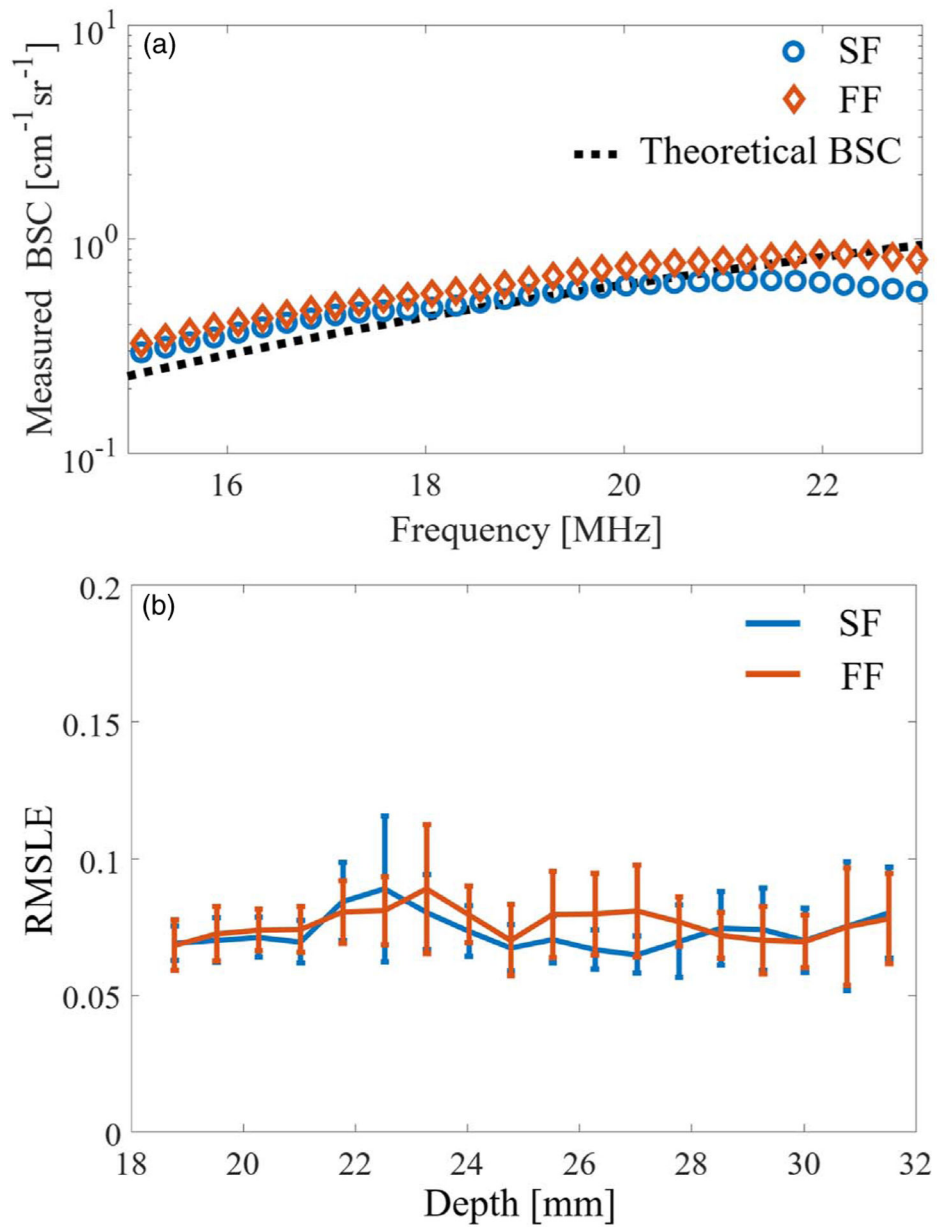 (a)
SF
FF
Theoretical BSC
Measured BSC [cm⁻¹sr⁻¹]
10¹
10⁰
10⁻¹
16 18 20 22
Frequency [MHz]
(b)
SF
FF
RMSLE
0.2
0.15
0.1
0.05
0
18 20 22 24 26 28 30 32
Depth [mm]